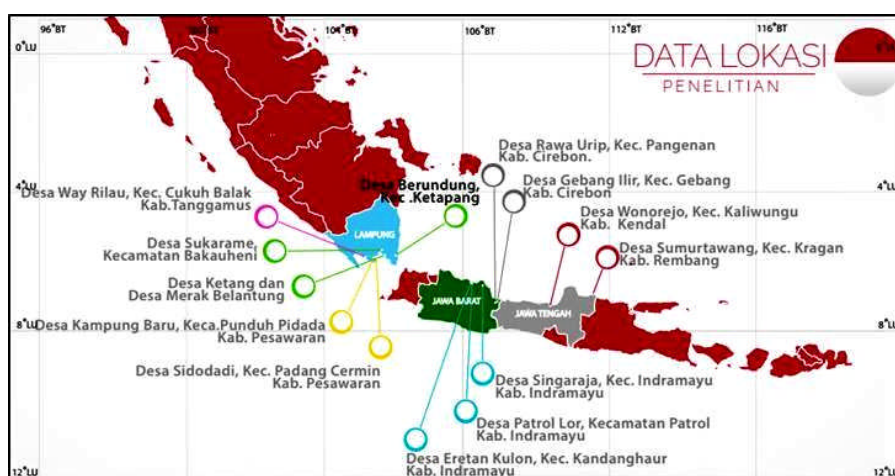 96°BT
104°BT
106°BT
112°BT
116°BT
0°LU
DATA LOKASI
PENELITIAN
4°LU
4°LU
Desa Rawa Urip, Kec. Pangenan
Kab. Cirebon.
Desa Gebang Ilir, Kec. Gebang
Kab. Cirebon
Desa Berundung,
Kec .Ketapang
Desa Way Rilau, Kec. Cukuh Balak
Kab.Tanggamus
Desa Wonorejo, Kec. Kaliwungu
Kab. Kendal
LAMPUNG
Desa Sukarame,
Kecamatan Bakauheni
Desa Sumurtawang, Kec. Kragan
Kab. Rembang
Desa Ketang dan
Desa Merak Belantung
JAWA BARAT
JAWA TENGAH
8°LU
8°LU
Desa Kampung Baru, Keca.Punduh Pidada
Kab. Pesawaran
Desa Sidodadi, Kec. Padang Cermin
Kab. Pesawaran
Desa Singaraja, Kec. Indramayu
Kab. Indramayu
Desa Patrol Lor, Kecamatan Patrol
Kab. Indramayu
Desa Eretan Kulon, Kec. Kandanghaur
Kab. Indramayu
12°LU
12°LU